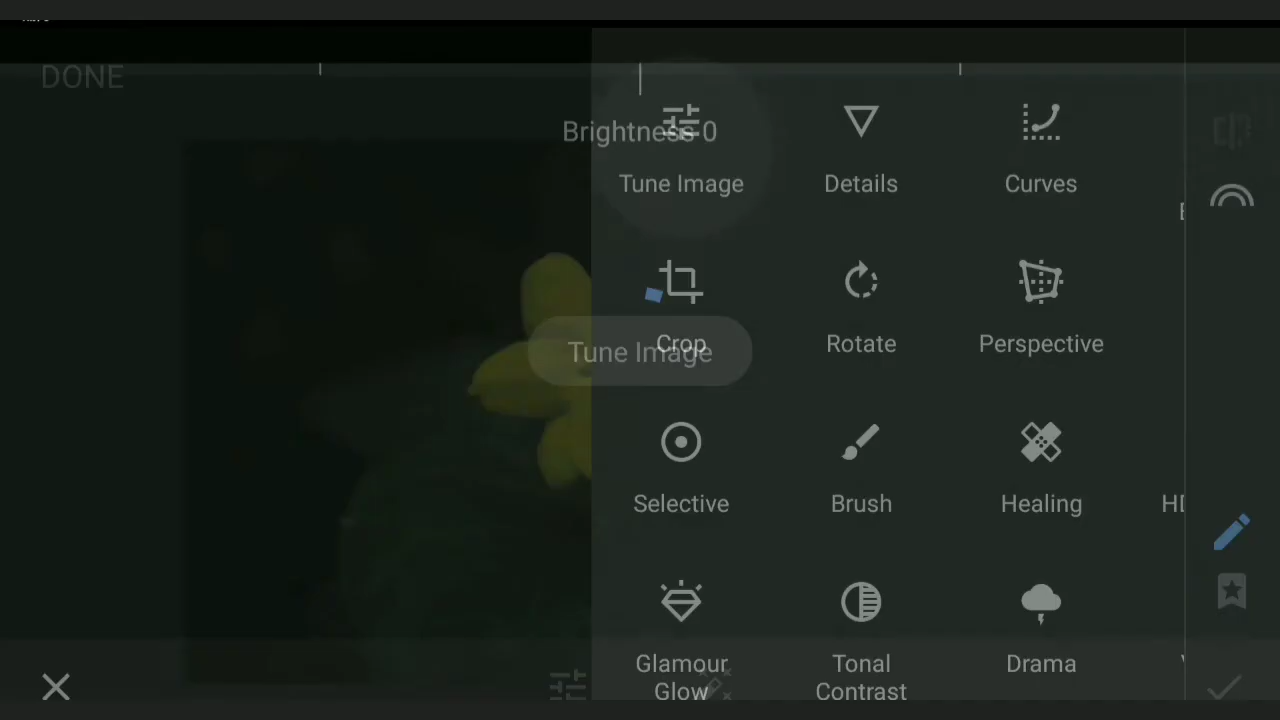 DONE
Brightness 0
Tune Image
Details
Curves
Tune Image
Crop
Rotate
Perspective
Selective
Brush
Healing
Glamour
Glow
Tonal
Contrast
Drama